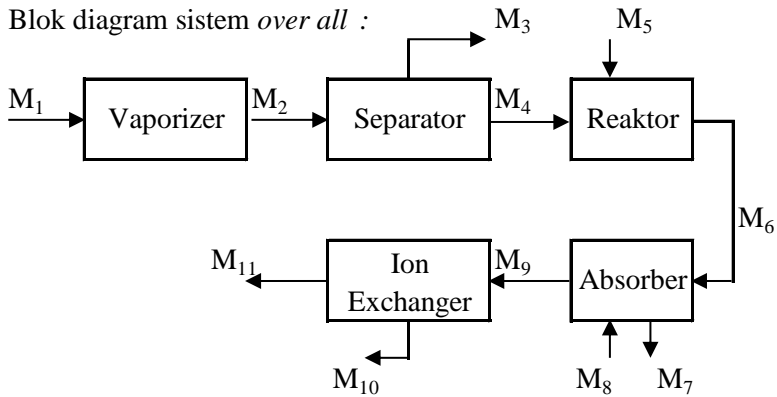 Blok diagram sistem over all :
M₃ M₅
M₁ Vaporizer M₂ Separator M₄ Reaktor
M₆
M₁₁ Ion Exchanger M₉ Absorber
M₁₀ M₈ M₇